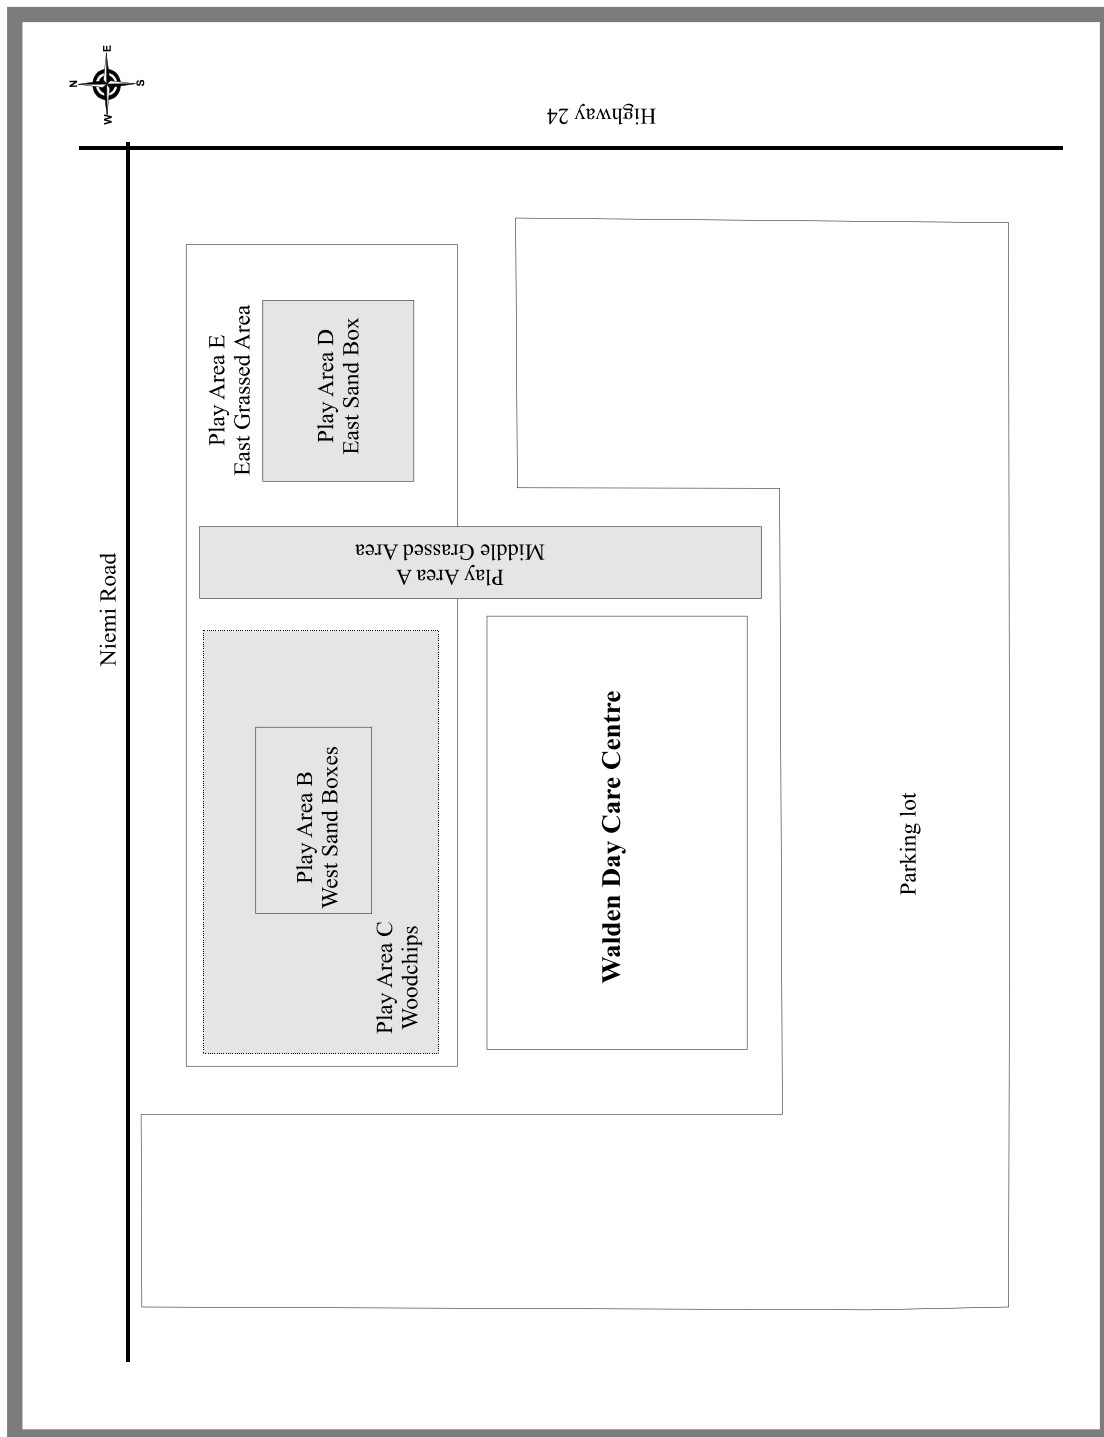 E
N
S
W
Highway 24
Niemi Road
Play Area E
East Grassed Area
Play Area D
East Sand Box
Play Area A
Middle Grassed Area
Play Area B
West Sand Boxes
Play Area C
Woodchips
Walden Day Care Centre
Parking lot